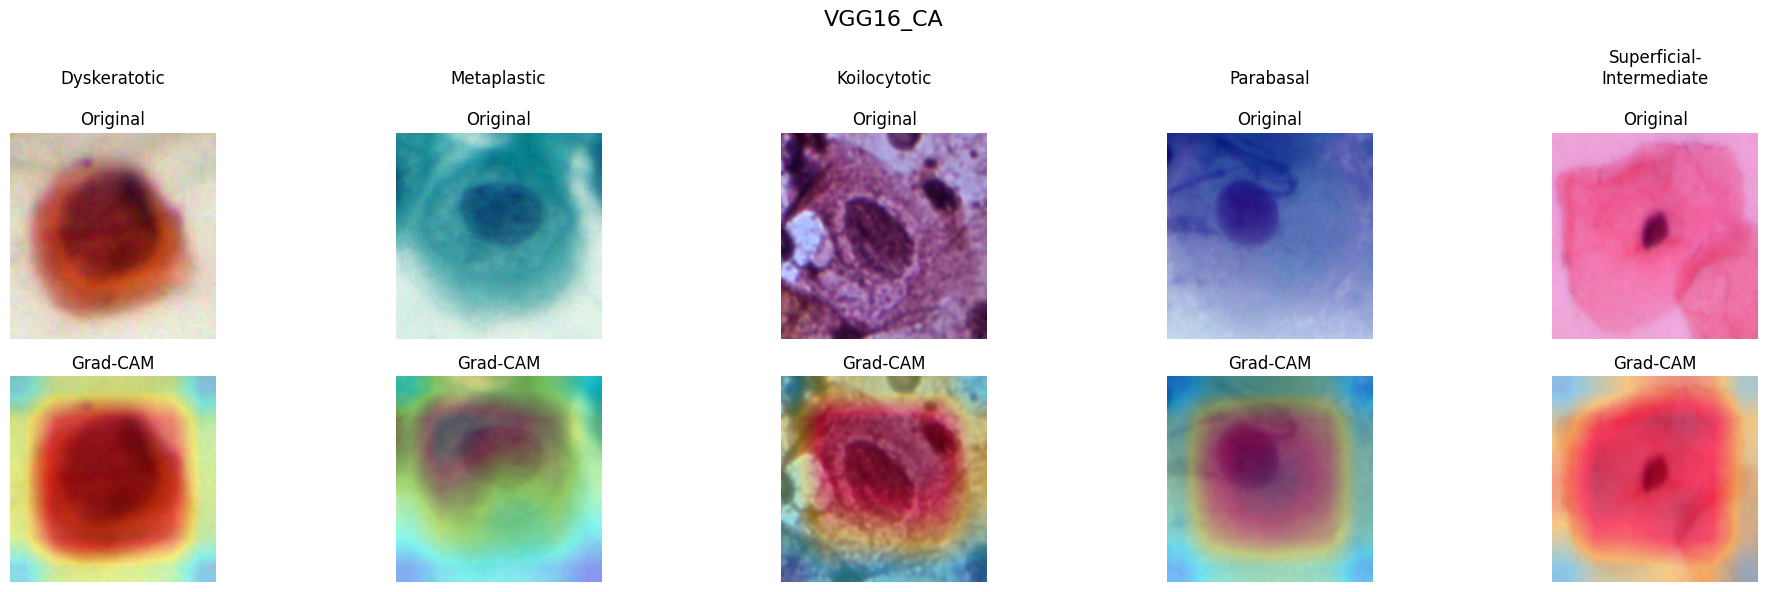 VGG16_CA
Dyskeratotic
Metaplastic
Koilocytotic
Parabasal
Superficial-
Intermediate
Original
Original
Original
Original
Original
Grad-CAM
Grad-CAM
Grad-CAM
Grad-CAM
Grad-CAM